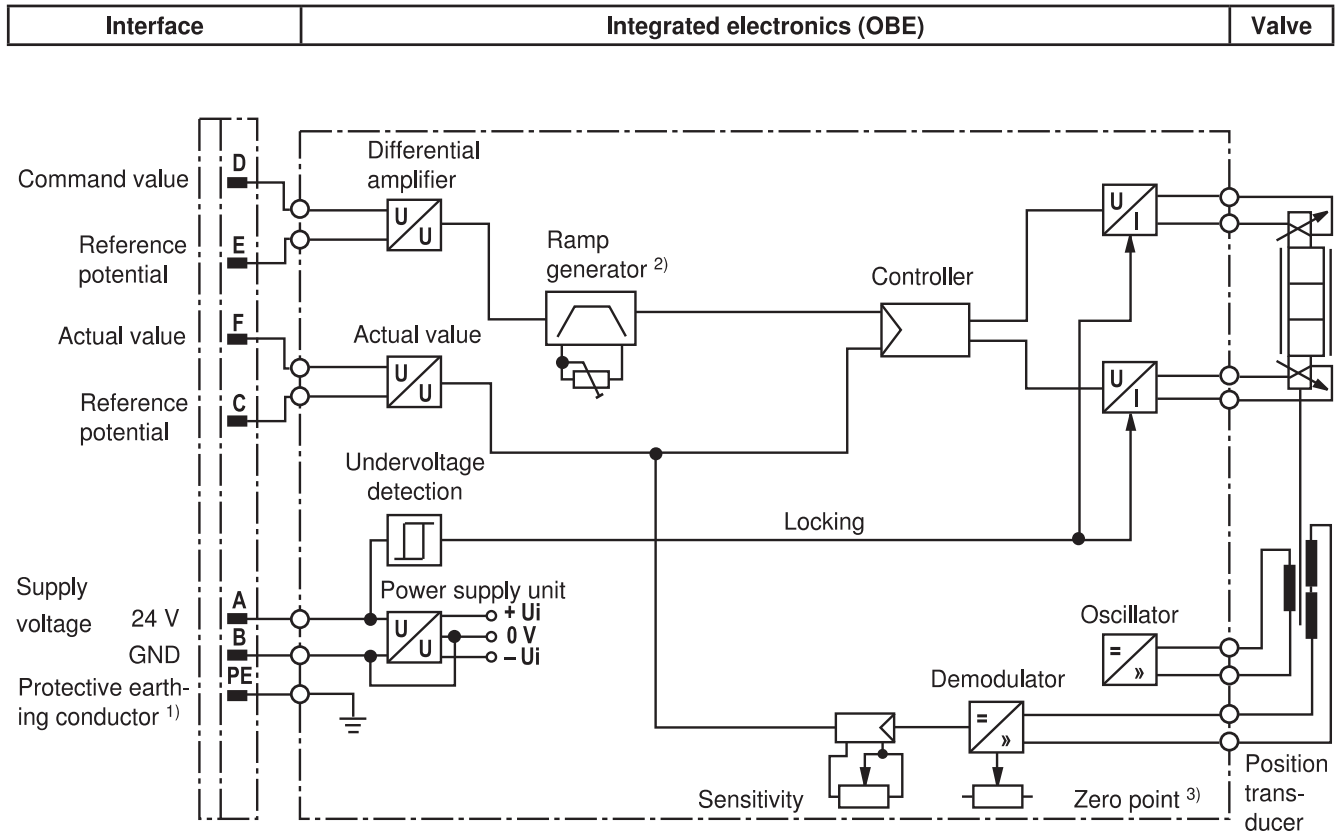 Interface
Integrated electronics (OBE)
Valve
Command value
D
Differential
amplifier
U
U
Reference
potential
E
Ramp
generator 2)
Controller
U
I
Actual value
F
Actual value
U
U
Reference
potential
C
U
I
Undervoltage
detection
Locking
Supply
voltage
24 V
A
Power supply unit
U
U
+ Ui
0 V
– Ui
GND
B
Protective earth-
ing conductor 1)
PE
Oscillator
=
»
Demodulator
=
»
Sensitivity
Zero point 3)
Position
trans-
ducer